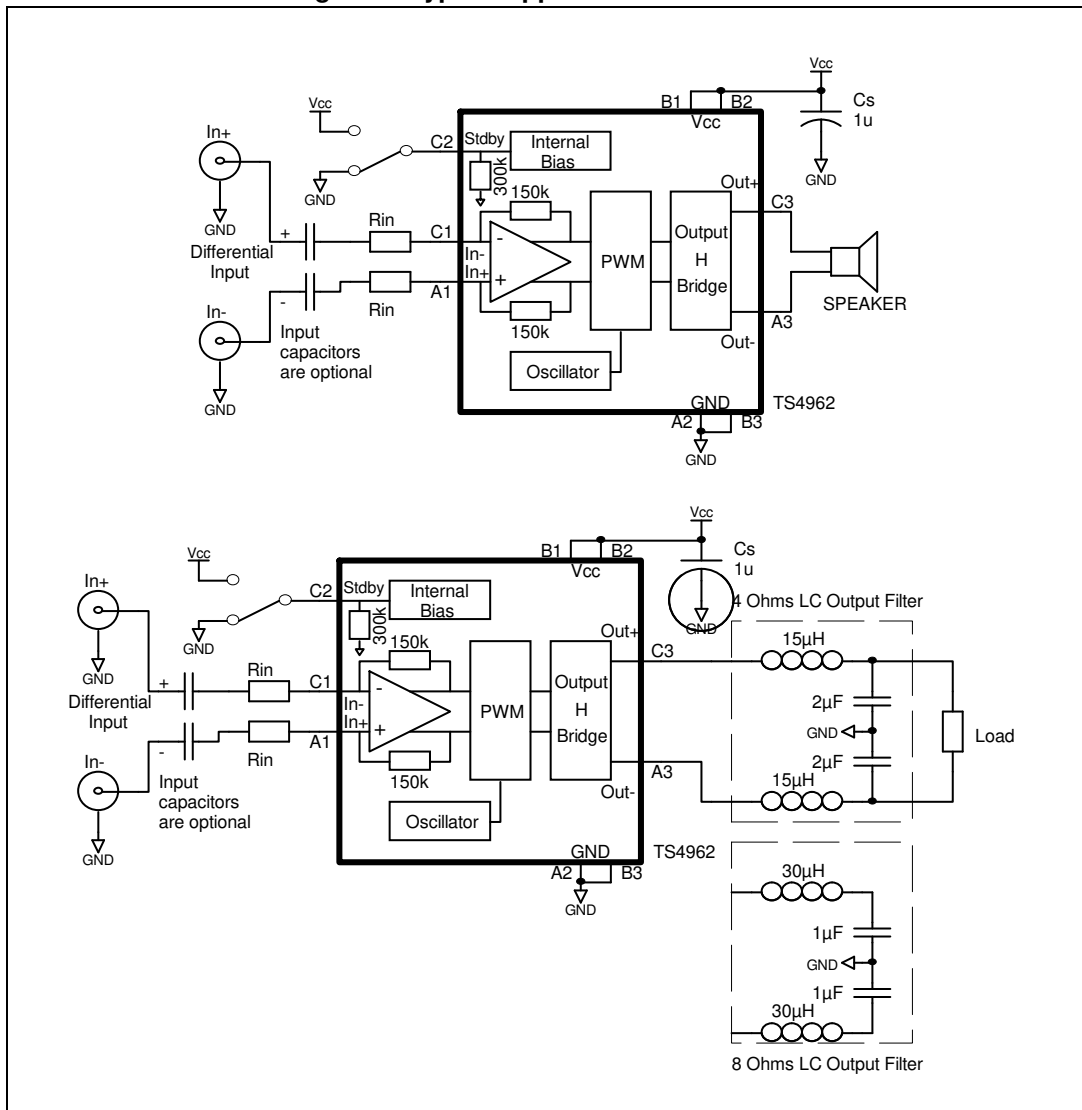 Vcc
B1
B2
Vcc
Cs
1u
GND
Vcc
In+
GND
C2
Stdby
300k
Internal
Bias
GND
Differential
Input
+
Rin
C1
In-
In+
-
+
150k
150k
PWM
Output
H
Bridge
Out+
C3
SPEAKER
A3
Out-
-
Rin
A1
In-
GND
Input
capacitors
are optional
Oscillator
GND
A2
B3
TS4962
GND
Vcc
B1
B2
Vcc
Cs
1u
GND
Vcc
In+
GND
C2
Stdby
300k
Internal
Bias
GND
Differential
Input
+
Rin
C1
In-
In+
-
+
150k
150k
PWM
Output
H
Bridge
Out+
C3
A3
Out-
-
Rin
A1
In-
GND
Input
capacitors
are optional
Oscillator
GND
A2
B3
TS4962
GND
4 Ohms LC Output Filter
15µH
2µF
GND
2µF
15µH
Load
30µH
1µF
GND
1µF
30µH
8 Ohms LC Output Filter